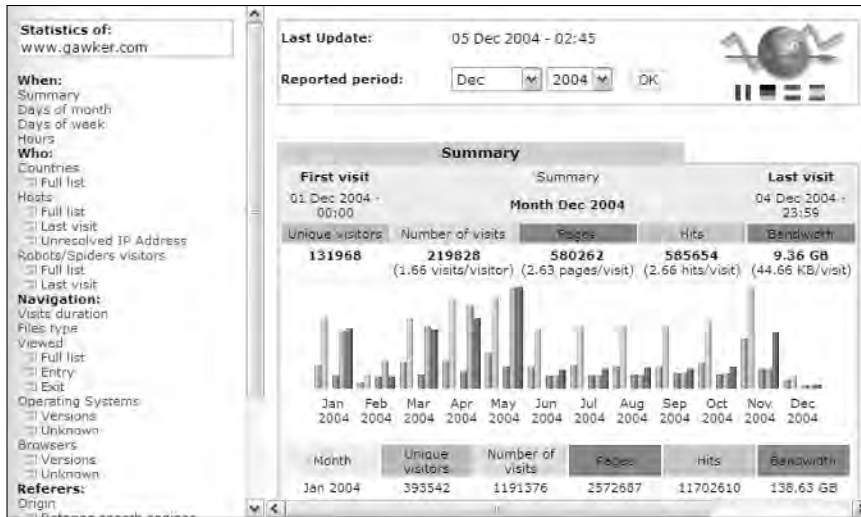 Statistics of:
www.gawker.com
When:
Summary
Days of month
Days of week
Hours
Who:
Countries
Full list
Hosts
Full list
Last visit
Unresolved IP Address
Robots/Spiders visitors
Full list
Last visit
Navigation:
Visits duration
Files type
Viewed
Full list
Entry
Exit
Operating Systems
Versions
Unknown
Browsers
Versions
Unknown
Referers:
Origin
Last Update: 05 Dec 2004 - 02:45
Reported period: Dec 2004 OK
Summary
First visit Summary Last visit
01 Dec 2004 - 00:00 Month Dec 2004 04 Dec 2004 - 23:59
Unique visitors Number of visits Pages Hits Bandwidth
131968 219828 580262 585654 9.36 GB
(1.66 visits/visitor) (2.63 pages/visit) (2.66 hits/visit) (44.66 KB/visit)
Jan Feb Mar Apr May Jun Jul Aug Sep Oct Nov Dec
2004 2004 2004 2004 2004 2004 2004 2004 2004 2004 2004 2004
Month Unique visitors Number of visits Pages Hits Bandwidth
Jan 2004 393542 1191376 2572687 11702610 138.63 GB